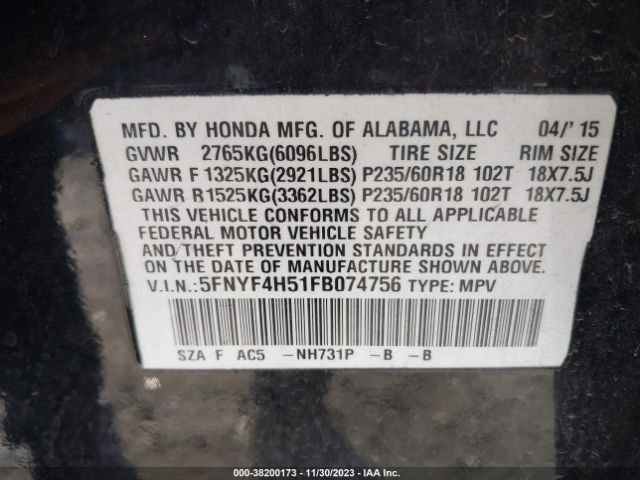 MFD. BY HONDA MFG. OF ALABAMA, LLC 04/'15
GVWR 2765KG(6096LBS) TIRE SIZE RIM SIZE
GAWR F 1325KG(2921LBS) P235/60R18 102T 18X7.5J
GAWR R1525KG(3362LBS) P235/60R18 102T 18X7.5J
THIS VEHICLE CONFORMS TO ALL APPLICABLE
FEDERAL MOTOR VEHICLE SAFETY
AND/THEFT PREVENTION STANDARDS IN EFFECT
ON THE DATE OF MANUFACTURE SHOWN ABOVE.
V.I.N.: 5FNYF4H51FB074756 TYPE: MPV
SZA F AC5 -NH731P -B -B
000-38200173 - 11/30/2023 - IAA Inc.